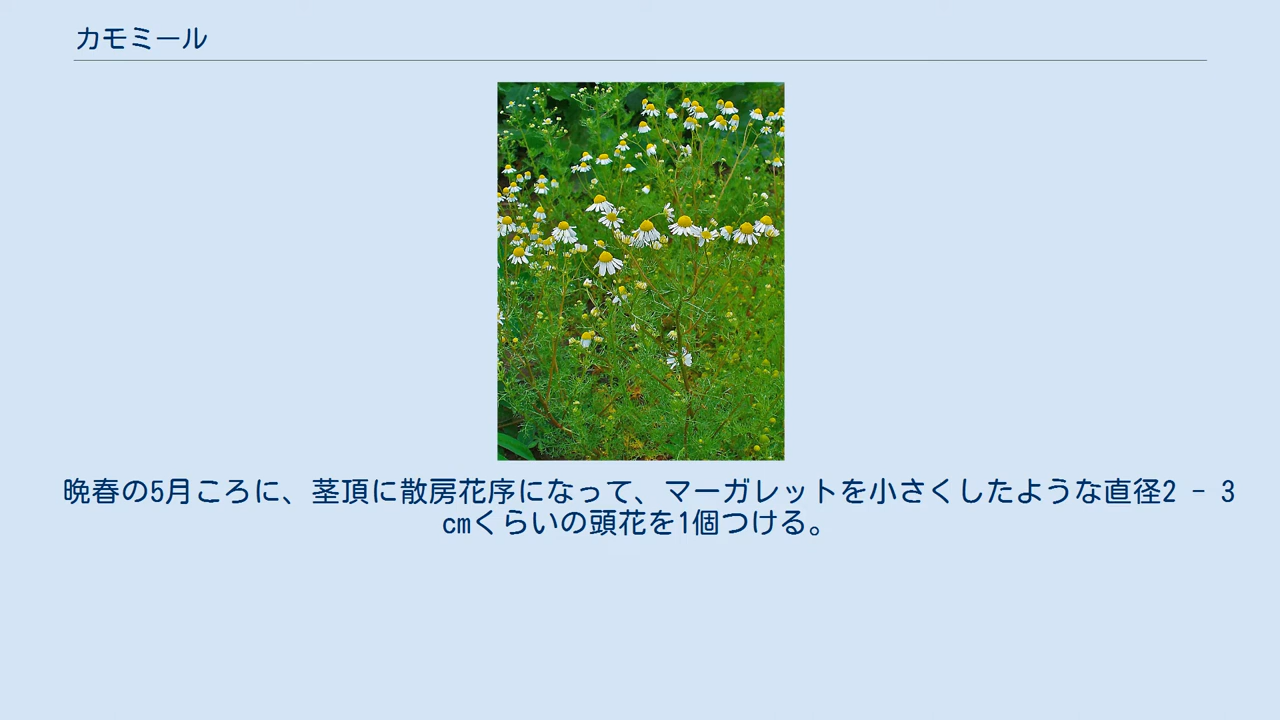 カモミール
晩春の5月ころに、茎頂に散房花序になって、マーガレットを小さくしたような直径2 - 3
cmくらいの頭花を1個つける。